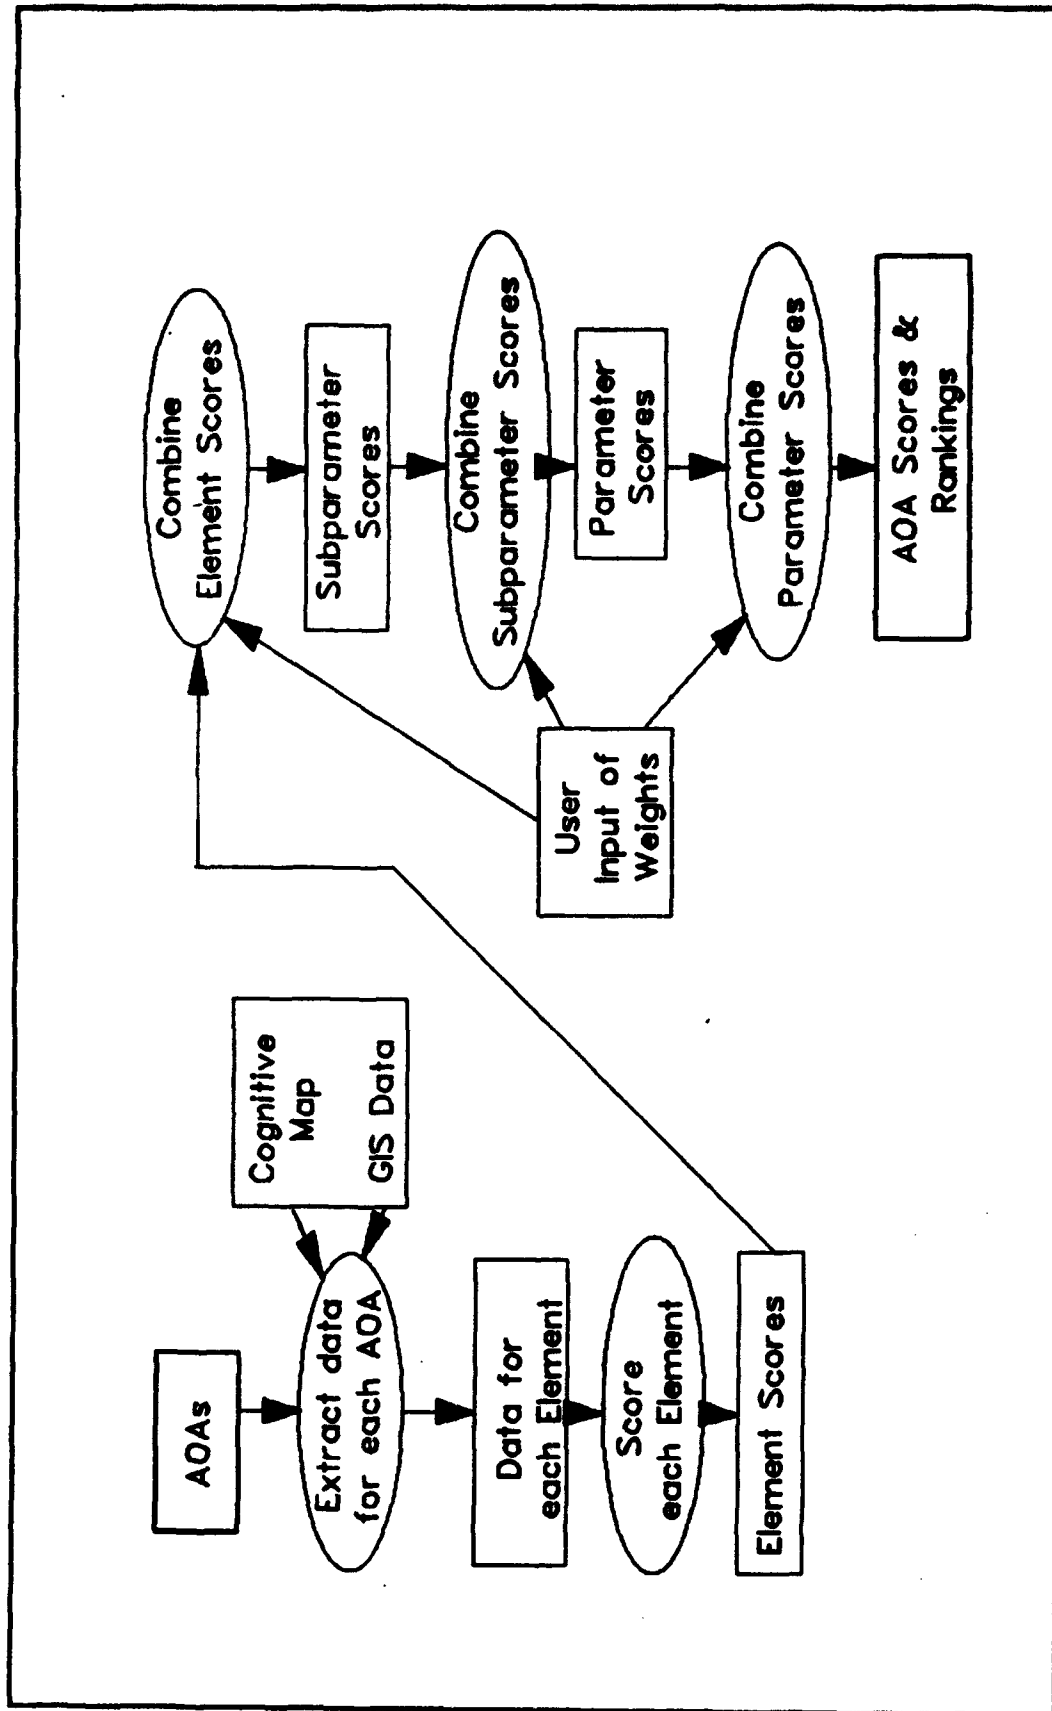 AOAs
Extract data
for each AOA
Cognitive
Map
GIS Data
Data for
each Element
Score
each Element
Element Scores
Combine
Element Scores
Subparameter
Scores
Combine
Subparameter Scores
User
Input of
Weights
Parameter
Scores
Combine
Parameter Scores
AOA Scores &
Rankings